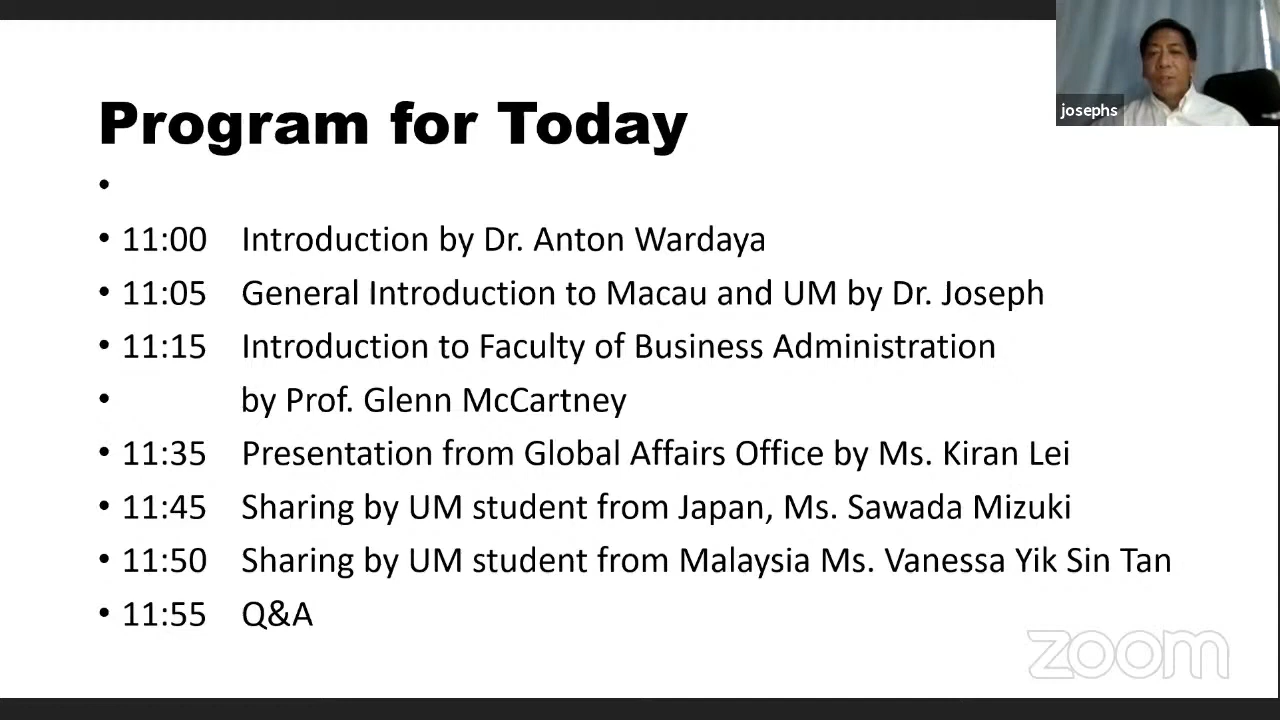 josephs
Program for Today
•
• 11:00 Introduction by Dr. Anton Wardaya
• 11:05 General Introduction to Macau and UM by Dr. Joseph
• 11:15 Introduction to Faculty of Business Administration
• by Prof. Glenn McCartney
• 11:35 Presentation from Global Affairs Office by Ms. Kiran Lei
• 11:45 Sharing by UM student from Japan, Ms. Sawada Mizuki
• 11:50 Sharing by UM student from Malaysia Ms. Vanessa Yik Sin Tan
• 11:55 Q&A
zoom